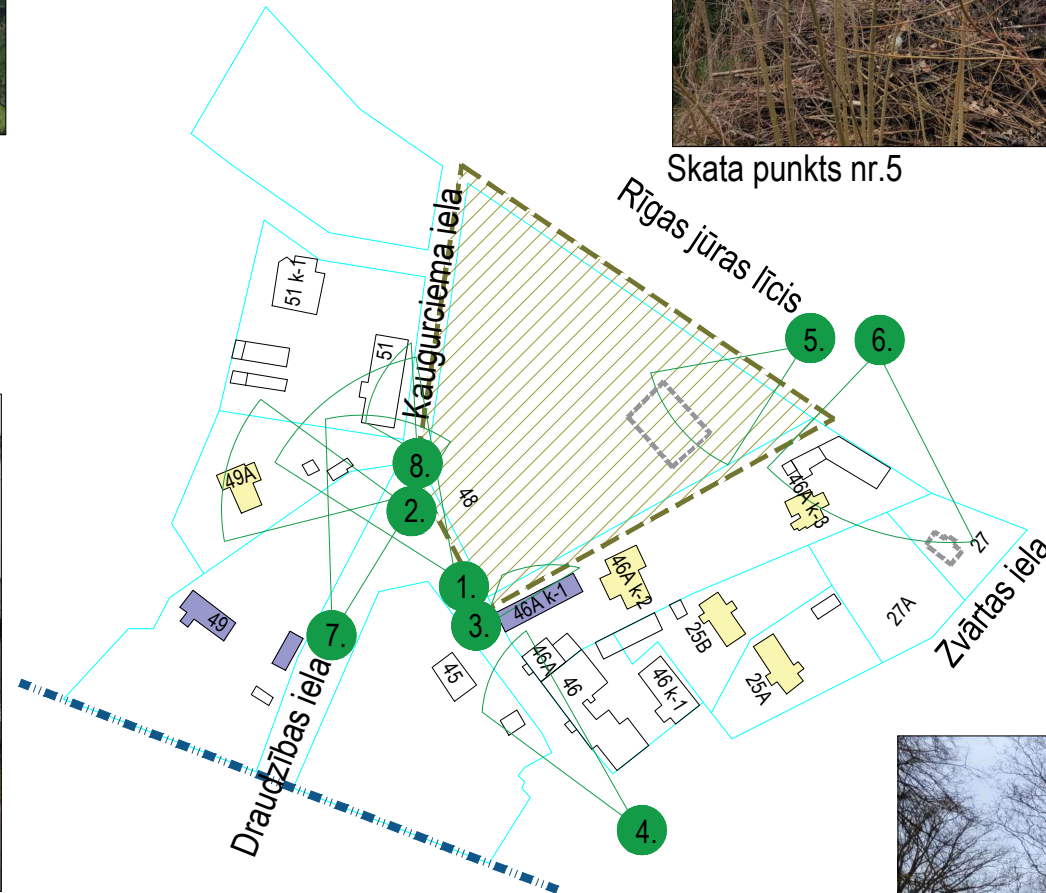 Skata punkts nr.5
Rīgas jūras līcis
Kaugurciema iela
51 k-1
51
5.
6.
49A
8.
2.
48
46A k-3
27
27A
Zvārtas iela
1.
3.
46A k-1
46A k-2
49
7.
45
46A
46
46 k-1
25B
25A
Draudzības iela
4.